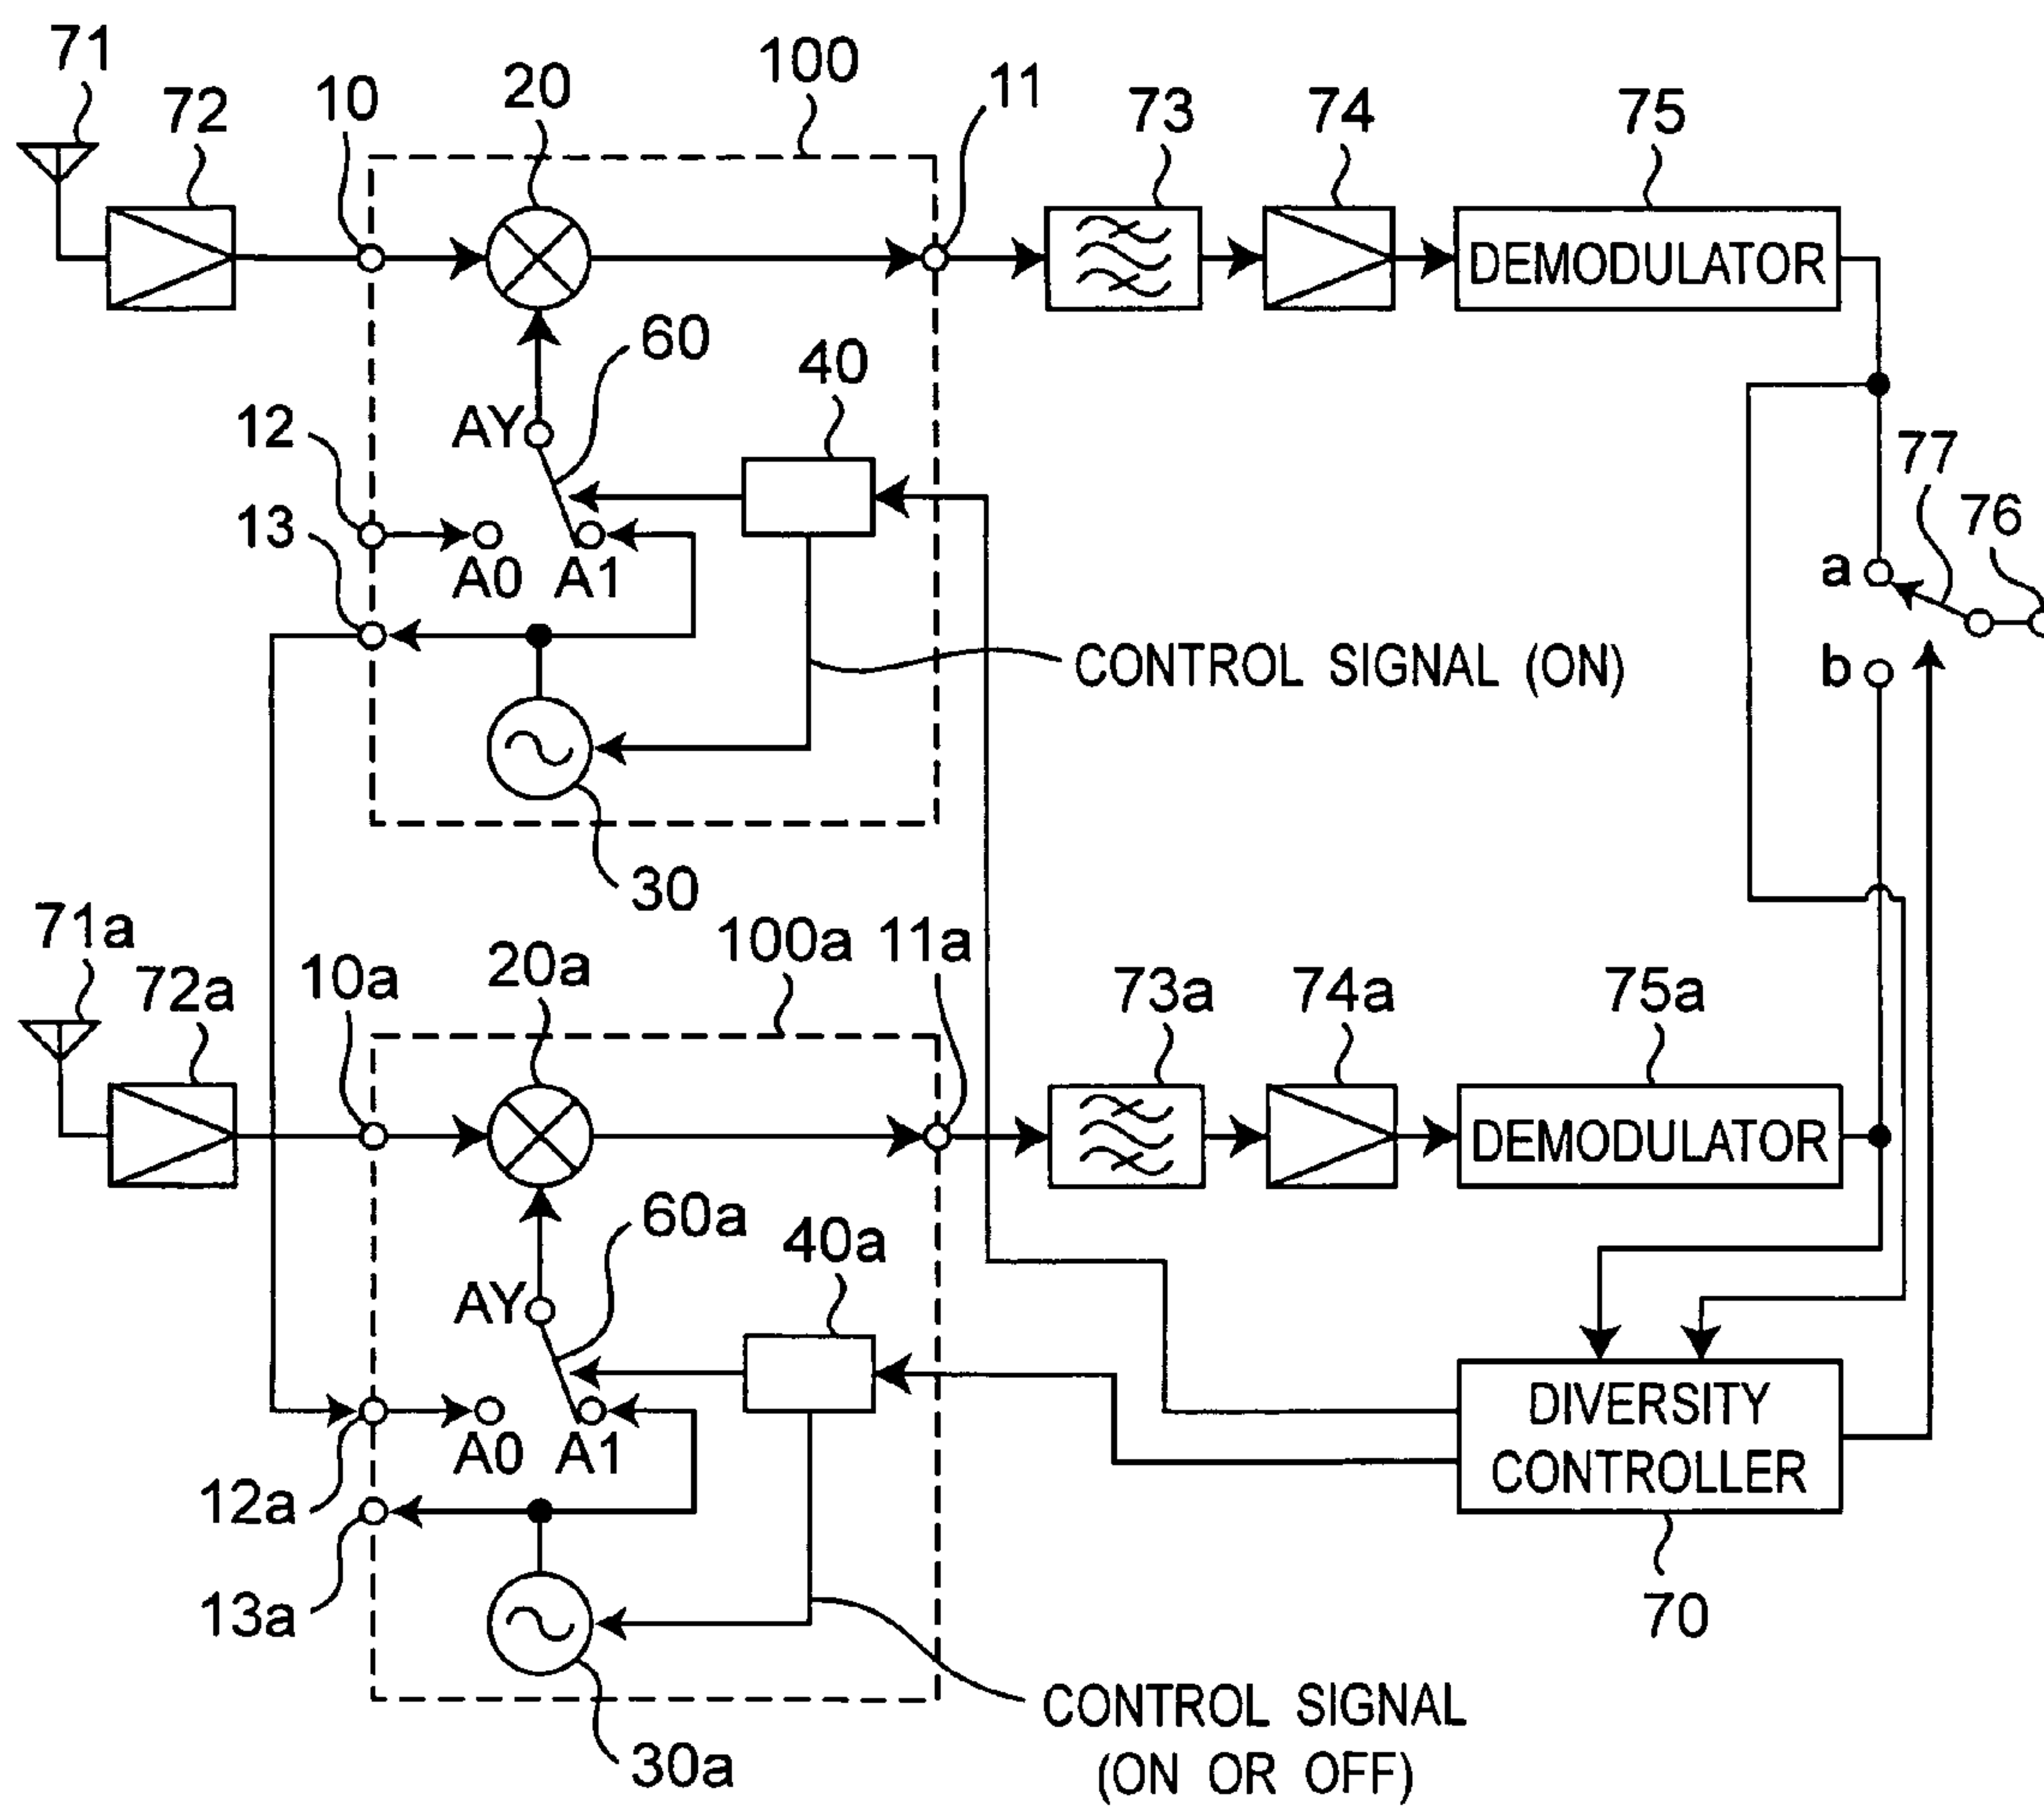 71
72
10
20
100
11
73
74
75
DEMODULATOR
60
40
12
AY
13
A0 A1
77
76
a
b
CONTROL SIGNAL (ON)
30
71a
72a
10a
20a
100a
11a
73a
74a
75a
DEMODULATOR
60a
40a
AY
A0 A1
12a
13a
DIVERSITY
CONTROLLER
70
30a
CONTROL SIGNAL
(ON OR OFF)